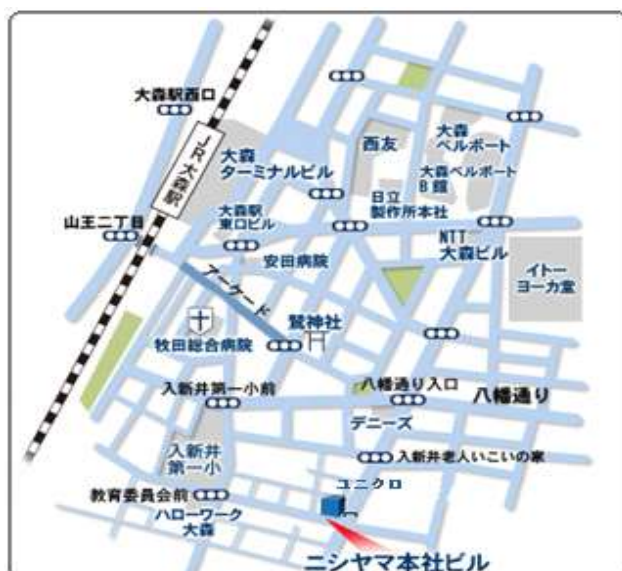 大森駅西口
JR大森駅
大森
ターミナルビル
西友
大森
ベルポート
大森ベルポート
B館
日立
製作所本社
山王二丁目
大森駅
東口ビル
安田病院
NTT
大森ビル
イトー
ヨーカ堂
アーケード
鷲神社
牧田総合病院
入新井第一小前
八幡通り入口
八幡通り
デニーズ
入新井
第一小
入新井老人いこいの家
ユニクロ
教育委員会前
ハローワーク
大森
ニシヤマ本社ビル